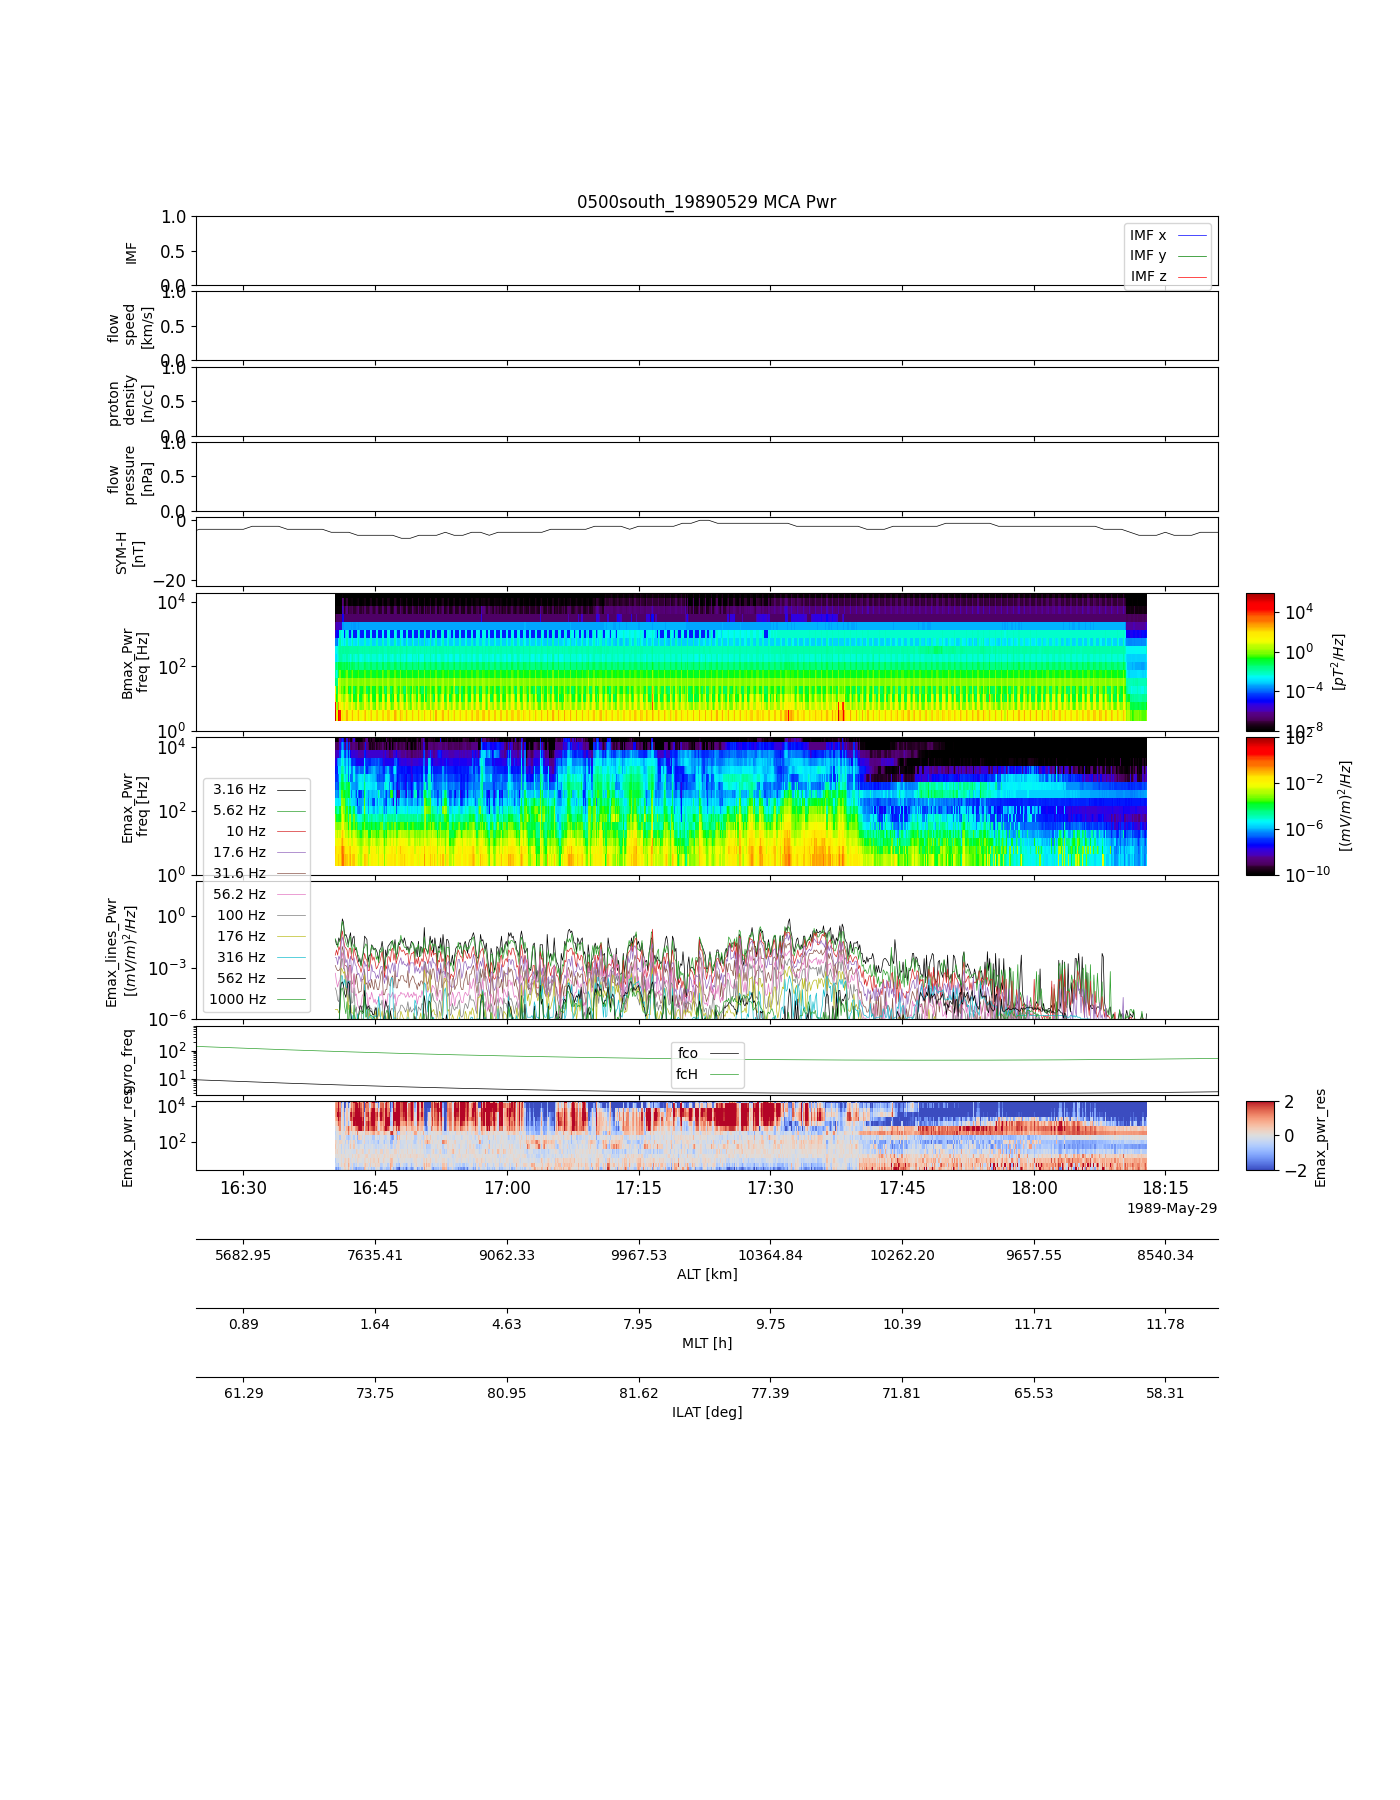 0500south_19890529 MCA Pwr
1.0
0.5
0.0
IMF
IMF x
IMF y
IMF z
1.0
0.5
0.0
flow
speed
[km/s]
1.0
0.5
0.0
proton
density
[n/cc]
1.0
0.5
0.0
flow
pressure
[nPa]
0
−20
SYM-H
[nT]
10^4
10^2
10^0
Bmax_Pwr
freq [Hz]
10^4
10^0
10^−4
10^−8
[pT^2/Hz]
10^4
10^2
10^0
Emax_Pwr
freq [Hz]
10^2
10^−2
10^−6
10^−10
[(mV/m)^2/Hz]
3.16 Hz
5.62 Hz
10 Hz
17.6 Hz
31.6 Hz
56.2 Hz
100 Hz
176 Hz
316 Hz
562 Hz
1000 Hz
10^0
10^−3
10^−6
Emax_lines_Pwr
[(mV/m)^2/Hz]
10^2
10^1
gyro_freq
fco
fcH
10^4
10^2
Emax_pwr_res
2
0
−2
Emax_pwr_res
16:30 16:45 17:00 17:15 17:30 17:45 18:00 18:15
1989-May-29
5682.95 7635.41 9062.33 9967.53 10364.84 10262.20 9657.55 8540.34
ALT [km]
0.89 1.64 4.63 7.95 9.75 10.39 11.71 11.78
MLT [h]
61.29 73.75 80.95 81.62 77.39 71.81 65.53 58.31
ILAT [deg]